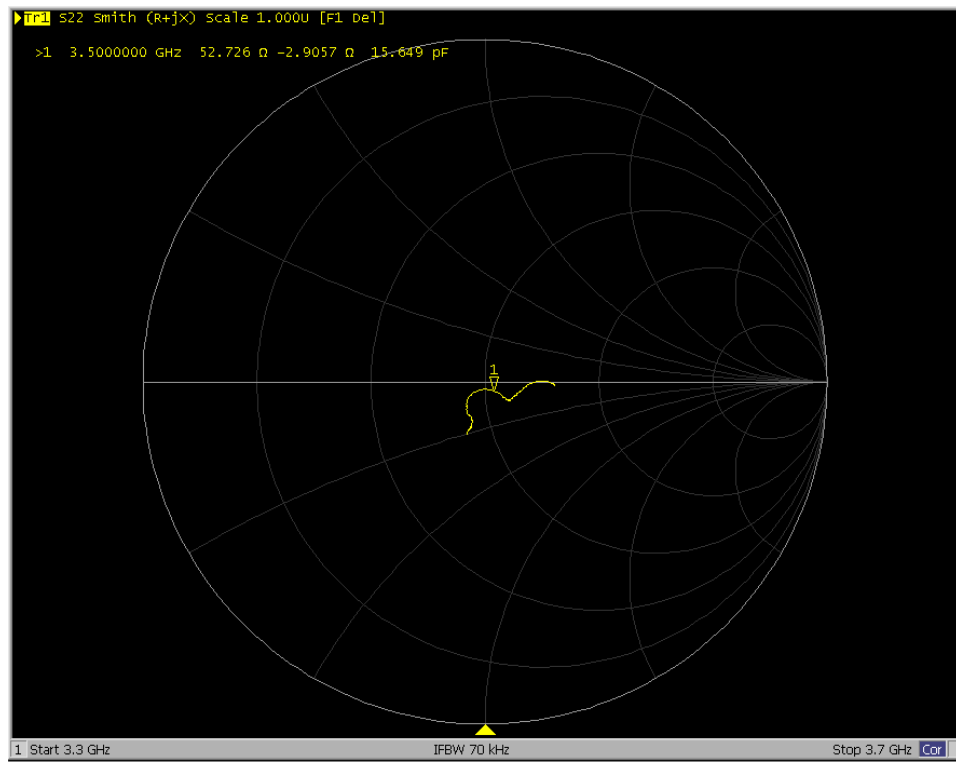 Tr1 S22 Smith (R+jX) Scale 1.000U [F1 Del]
>1 3.5000000 GHz 52.726 Ω -2.9057 Ω 15.649 pF
1
1 Start 3.3 GHz IFBW 70 kHz Stop 3.7 GHz Cor